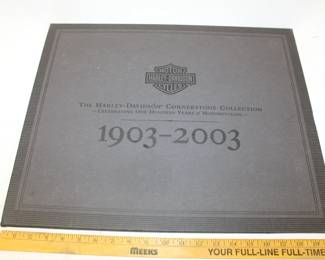 MOTOR
HARLEY-DAVIDSON
CYCLES
THE HARLEY-DAVIDSON CORNERSTONE COLLECTION
CELEBRATING ONE HUNDRED YEARS OF MOTORCYCLING
1903–2003
MEEKS YOUR FULL-LINE FULL-TIME